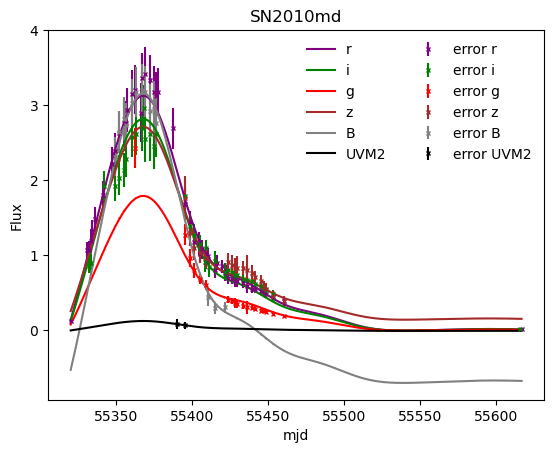 SN2010md
4
3
2
1
0
Flux
r
i
g
z
B
UVM2
error r
error i
error g
error z
error B
error UVM2
55350 55400 55450 55500 55550 55600
mjd